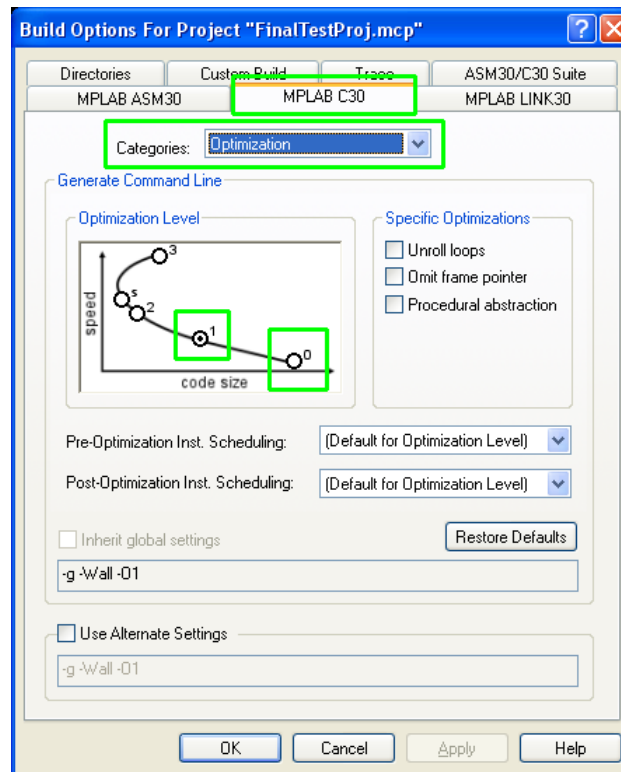 Build Options For Project "FinalTestProj.mcp"
Directories Custom Build Trace ASM30/C30 Suite
MPLAB ASM30 MPLAB C30 MPLAB LINK30
Categories: Optimization
Generate Command Line
Optimization Level
speed
3
s
2
1
0
code size
Specific Optimizations
Unroll loops
Omit frame pointer
Procedural abstraction
Pre-Optimization Inst. Scheduling: (Default for Optimization Level)
Post-Optimization Inst. Scheduling: (Default for Optimization Level)
Inherit global settings Restore Defaults
-g -Wall -O1
Use Alternate Settings
-g -Wall -O1
OK Cancel Apply Help